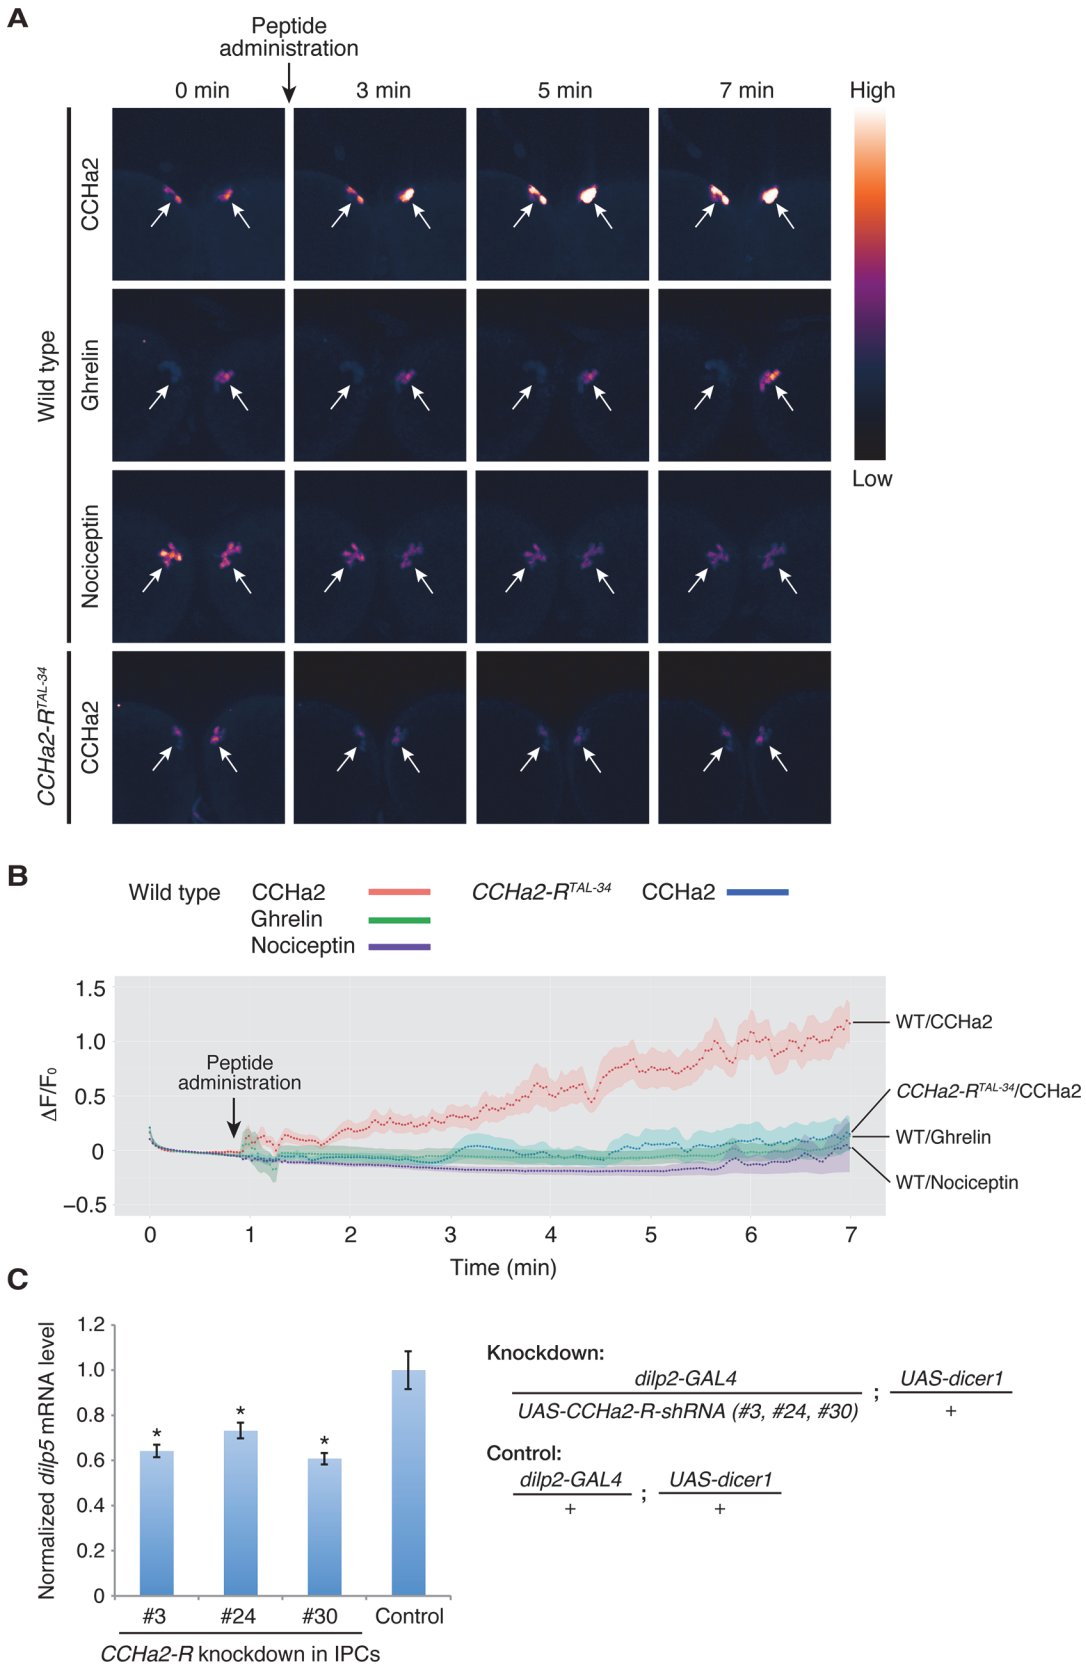 A
Peptide
administration
0 min
3 min
5 min
7 min
High
Low
Wild type
CCHa2
Ghrelin
Nociceptin
CCHa2-R^TAL-34
CCHa2
B
Wild type CCHa2 CCHa2-R^TAL-34 CCHa2
Ghrelin
Nociceptin
1.5
1.0
0.5
0
−0.5
ΔF/F₀
Peptide
administration
WT/CCHa2
CCHa2-R^TAL-34/CCHa2
WT/Ghrelin
WT/Nociceptin
0 1 2 3 4 5 6 7
Time (min)
C
Normalized dilp5 mRNA level
1.2
1.0
0.8
0.6
0.4
0.2
0
* * *
#3 #24 #30 Control
CCHa2-R knockdown in IPCs
Knockdown:
dilp2-GAL4 UAS-dicer1
;
UAS-CCHa2-R-shRNA (#3, #24, #30) +
Control:
dilp2-GAL4 UAS-dicer1
;
+ +